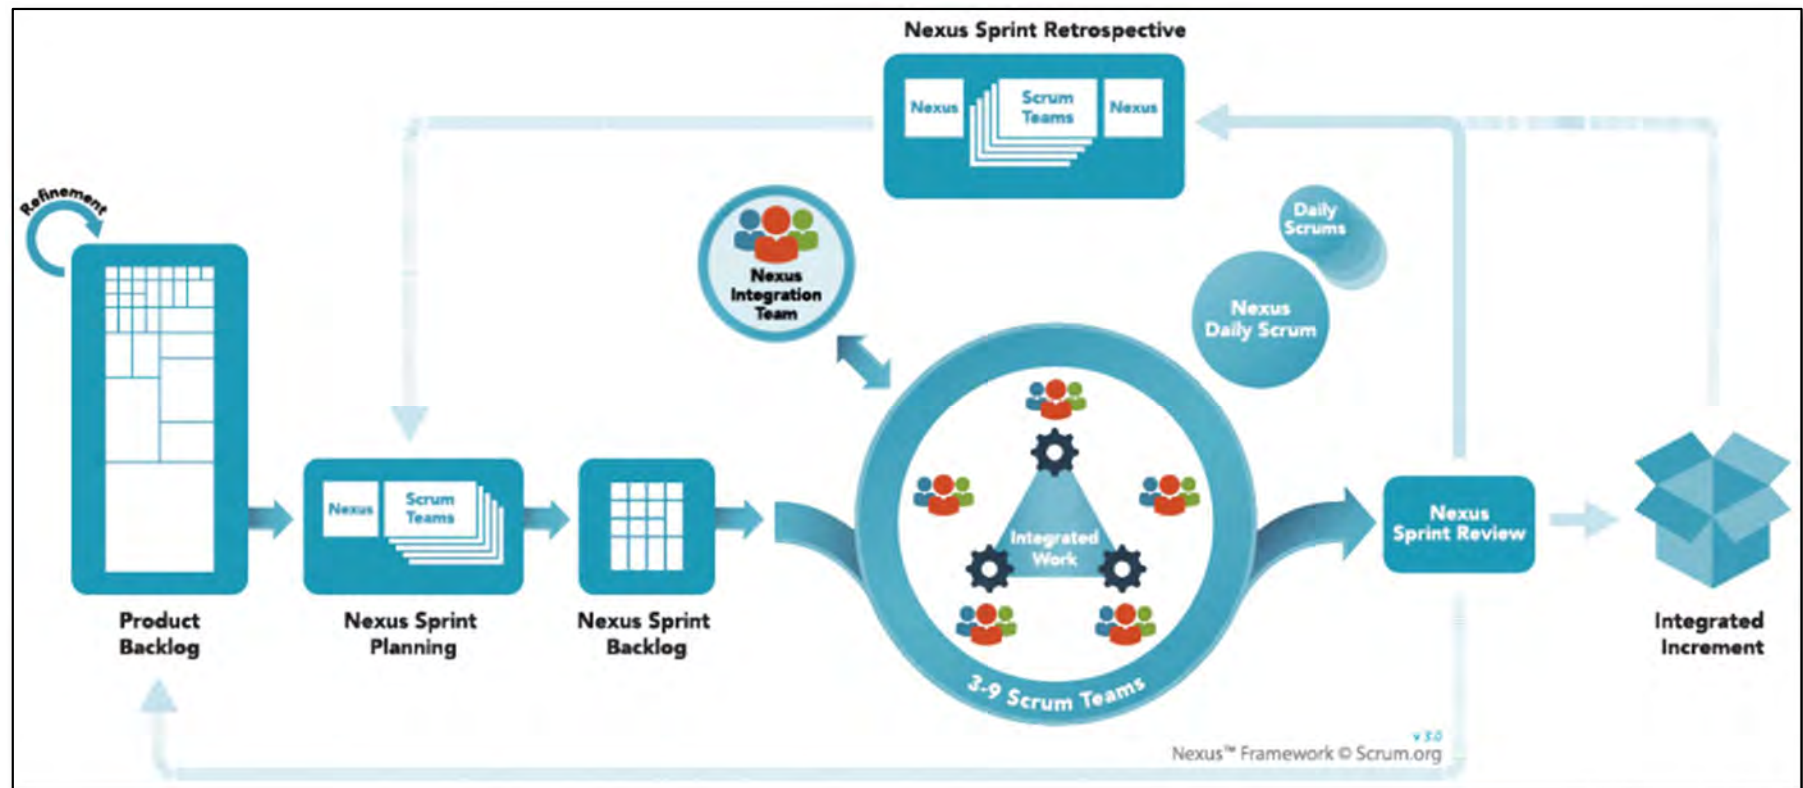 Nexus Sprint Retrospective
Nexus
Scrum
Teams
Nexus
Refinement
Daily
Scrums
Nexus
Integration
Team
Nexus
Daily Scrum
Nexus
Scrum
Teams
Integrated
Work
Nexus
Sprint Review
Product
Backlog
Nexus Sprint
Planning
Nexus Sprint
Backlog
Integrated
Increment
3-9 Scrum Teams
v 3.0
Nexus™ Framework © Scrum.org